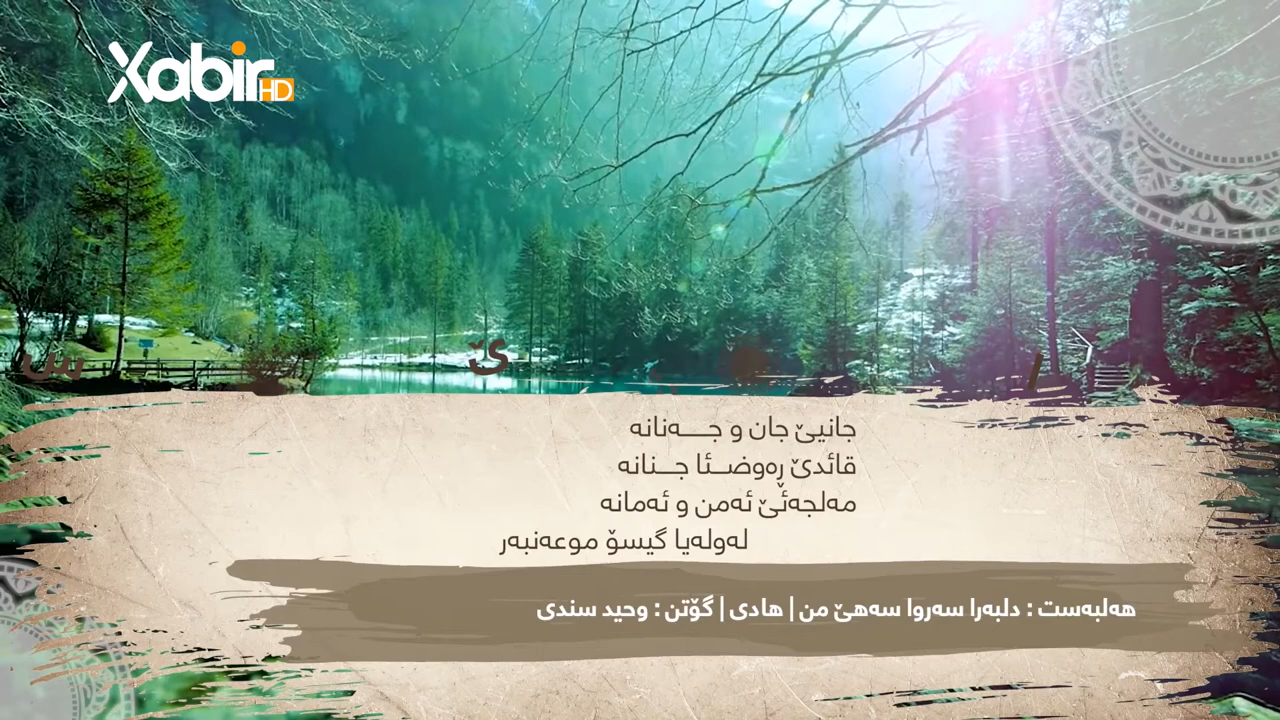 Xabir HD
جانیێ جان و جـــەنانە
قائدێ ڕەوضــئا جــنانە
مەلجەئێ ئەمن و ئەمانە
لەولەیا گیسۆ موعەنبەر
هەلبەست : دلبەرا سەروا سەهێ من | هادی | گۆتن : وحید سندی